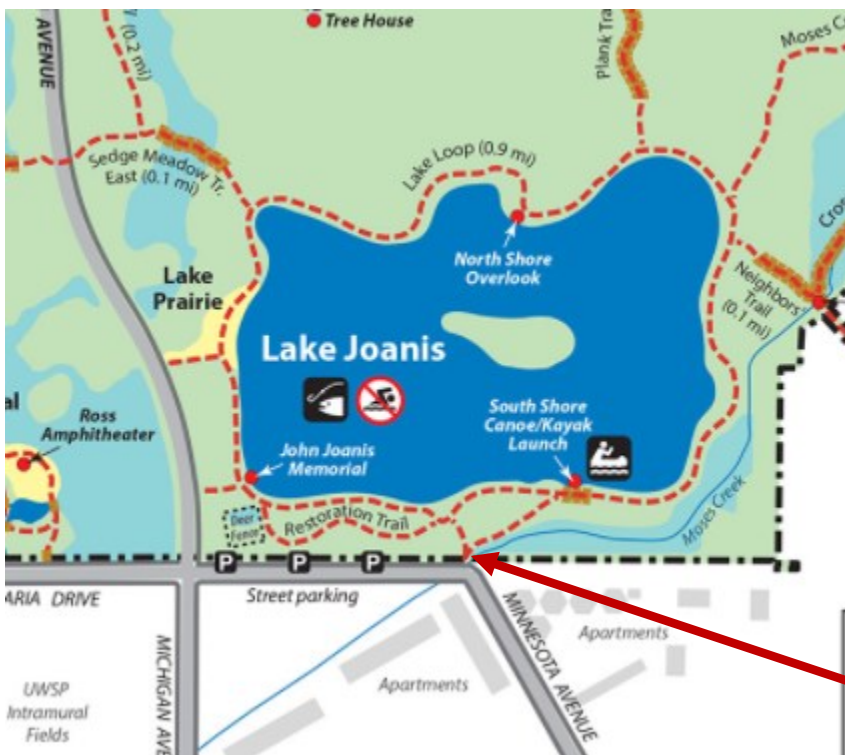 Tree House
AVENUE
(0.2 mi)
Plank Tra
Moses C
Sedge Meadow Tr.
East (0.1 mi)
Lake Loop (0.9 mi)
North Shore
Overlook
Cros
Neighbors'
Trail
(0.1 mi)
Lake
Prairie
Lake Joanis
al
Ross
Amphitheater
South Shore
Canoe/Kayak
Launch
John Joanis
Memorial
Deer
Fence
Restoration Trail
Moses Creek
P
P
P
ARIA DRIVE
Street parking
MINNESOTA AVENUE
Apartments
MICHIGAN AVE
UWSP
Intramural
Fields
Apartments